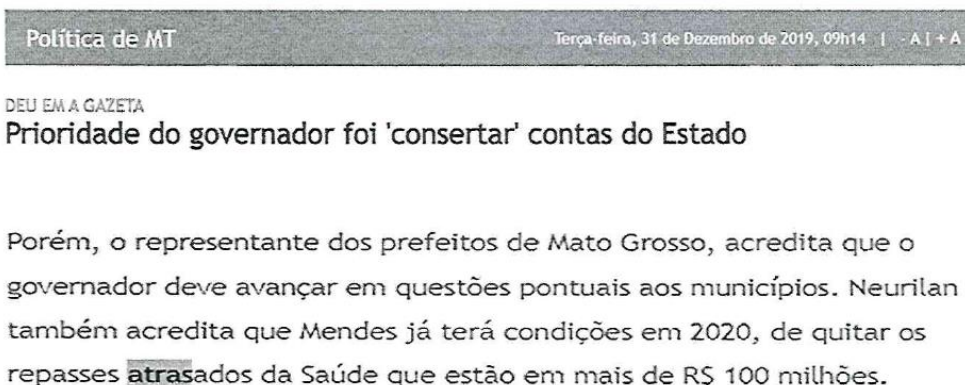 Política de MT
Terça-feira, 31 de Dezembro de 2019, 09h14 | - A | + A
DEU EM A GAZETA
Prioridade do governador foi 'consertar' contas do Estado
Porém, o representante dos prefeitos de Mato Grosso, acredita que o
governador deve avançar em questões pontuais aos municípios. Neurilan
também acredita que Mendes já terá condições em 2020, de quitar os
repasses atrasados da Saúde que estão em mais de R$ 100 milhões.